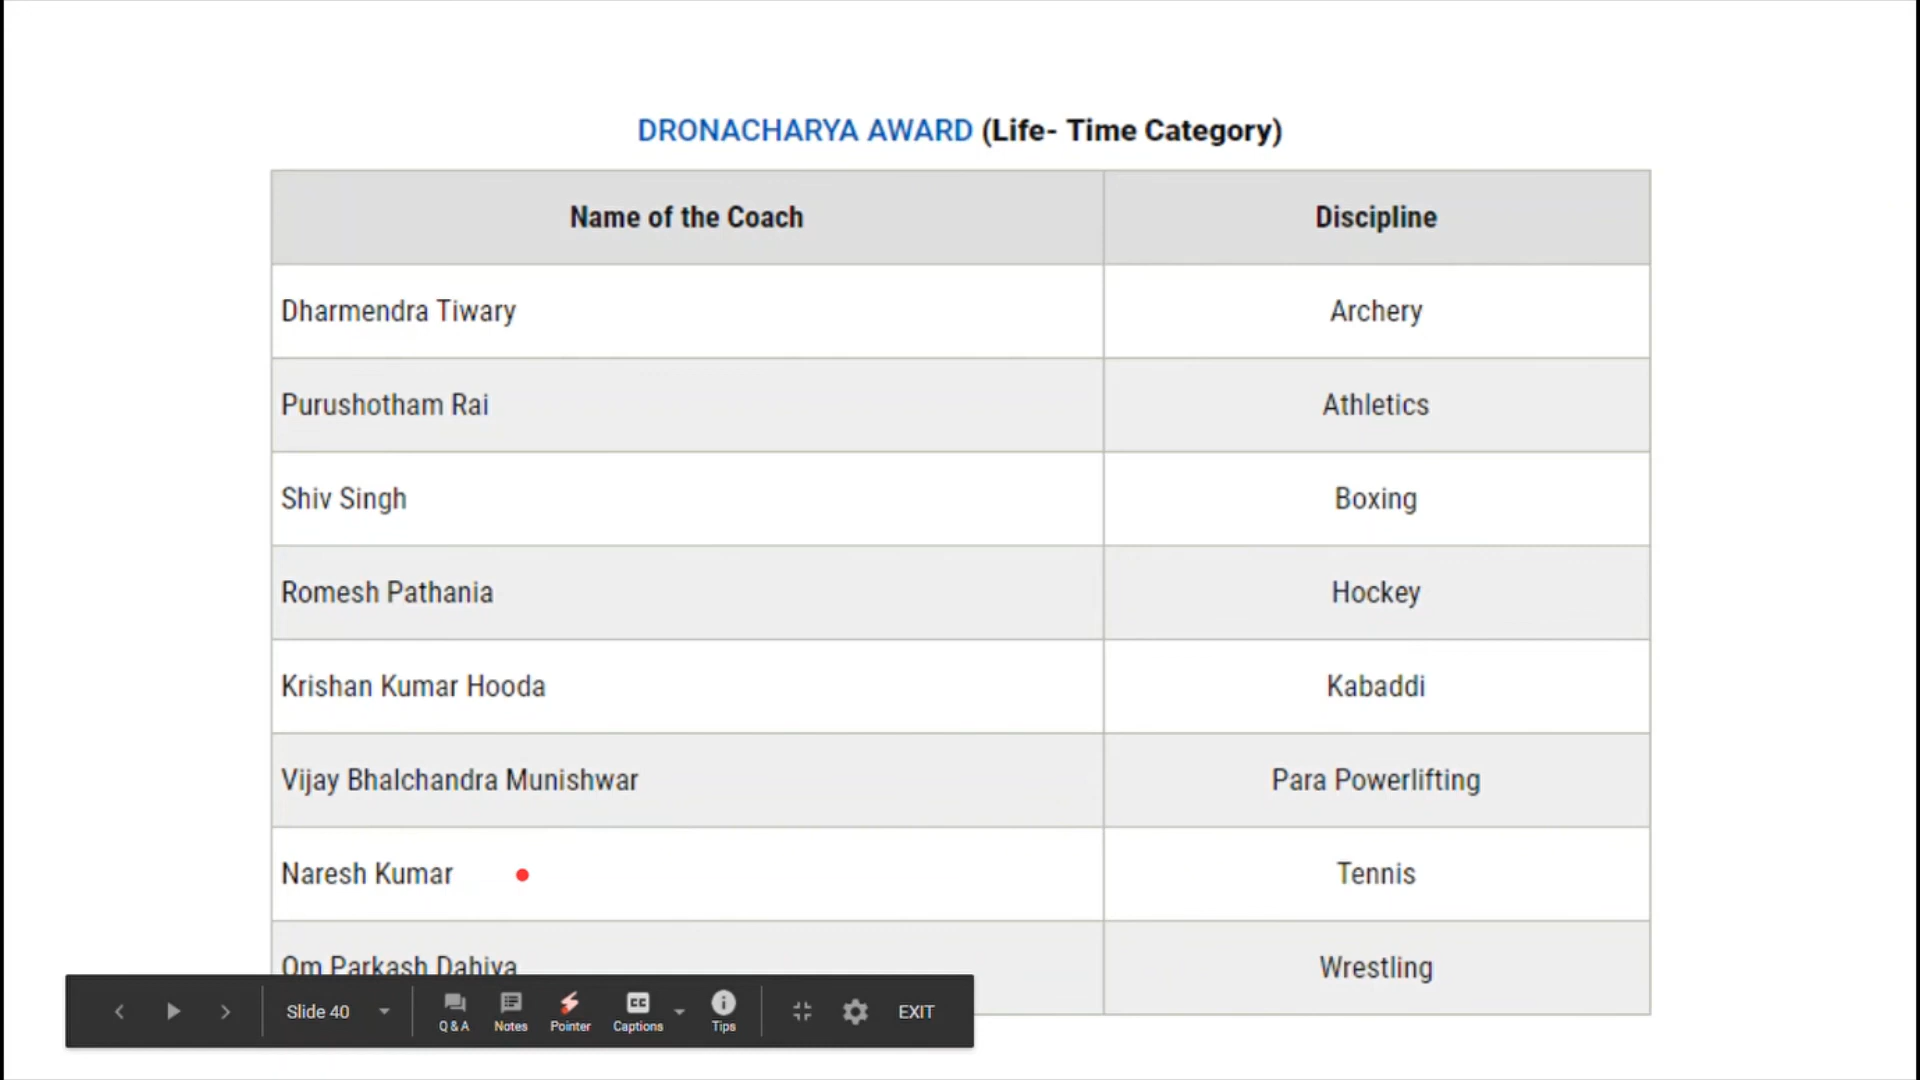 DRONACHARYA AWARD (Life- Time Category)
Name of the Coach Discipline
Dharmendra Tiwary Archery
Purushotham Rai Athletics
Shiv Singh Boxing
Romesh Pathania Hockey
Krishan Kumar Hooda Kabaddi
Vijay Bhalchandra Munishwar Para Powerlifting
Naresh Kumar Tennis
Om Parkash Dahiya Wrestling
Slide 40 Q & A Notes Pointer CC Captions Tips EXIT